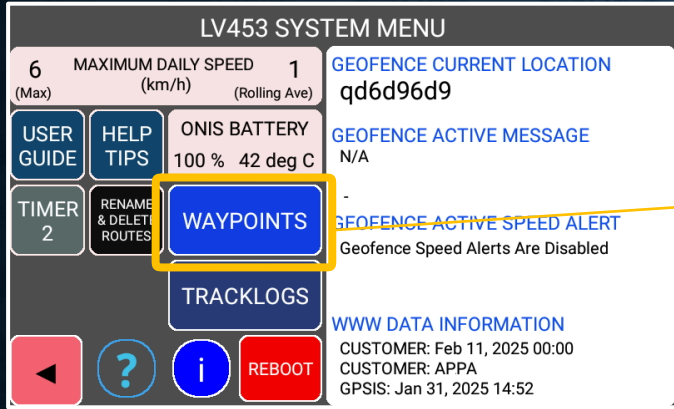 LV453 SYSTEM MENU
6
(Max)
MAXIMUM DAILY SPEED
(km/h)
1
(Rolling Ave)
USER
GUIDE
HELP
TIPS
ONIS BATTERY
100 % 42 deg C
TIMER
2
RENAME
& DELETE
ROUTES
WAYPOINTS
TRACKLOGS
◄
?
i
REBOOT
GEOFENCE CURRENT LOCATION
qd6d96d9
GEOFENCE ACTIVE MESSAGE
N/A
-
GEOFENCE ACTIVE SPEED ALERT
Geofence Speed Alerts Are Disabled
WWW DATA INFORMATION
CUSTOMER: Feb 11, 2025 00:00
CUSTOMER: APPA
GPSIS: Jan 31, 2025 14:52